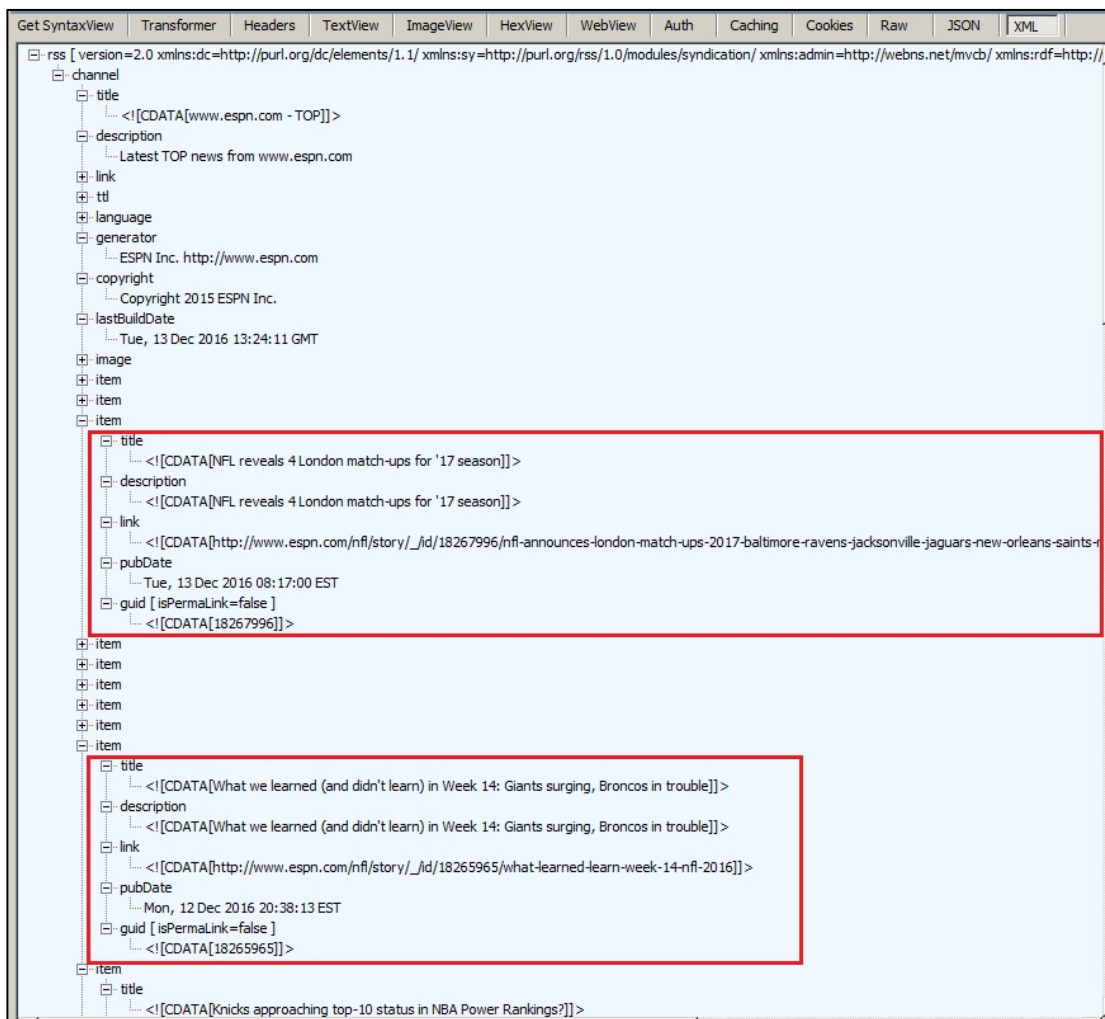 Get SyntaxView Transformer Headers TextView ImageView HexView WebView Auth Caching Cookies Raw JSON XML
rss [ version=2.0 xmlns:dc=http://purl.org/dc/elements/1.1/ xmlns:sy=http://purl.org/rss/1.0/modules/syndication/ xmlns:admin=http://webns.net/mvcb/ xmlns:rdf=http://
channel
title
<![CDATA[www.espn.com - TOP]]>
description
Latest TOP news from www.espn.com
link
ttl
language
generator
ESPN Inc. http://www.espn.com
copyright
Copyright 2015 ESPN Inc.
lastBuildDate
Tue, 13 Dec 2016 13:24:11 GMT
image
item
item
item
title
<![CDATA[NFL reveals 4 London match-ups for '17 season]]>
description
<![CDATA[NFL reveals 4 London match-ups for '17 season]]>
link
<![CDATA[http://www.espn.com/nfl/story/_/id/18267996/nfl-announces-london-match-ups-2017-baltimore-ravens-jacksonville-jaguars-new-orleans-saints-
pubDate
Tue, 13 Dec 2016 08:17:00 EST
guid [ isPermaLink=false ]
<![CDATA[18267996]]>
item
item
item
item
item
item
title
<![CDATA[What we learned (and didn't learn) in Week 14: Giants surging, Broncos in trouble]]>
description
<![CDATA[What we learned (and didn't learn) in Week 14: Giants surging, Broncos in trouble]]>
link
<![CDATA[http://www.espn.com/nfl/story/_/id/18265965/what-learned-learn-week-14-nfl-2016]]>
pubDate
Mon, 12 Dec 2016 20:38:13 EST
guid [ isPermaLink=false ]
<![CDATA[18265965]]>
item
title
<![CDATA[Knicks approaching top-10 status in NBA Power Rankings?]]>